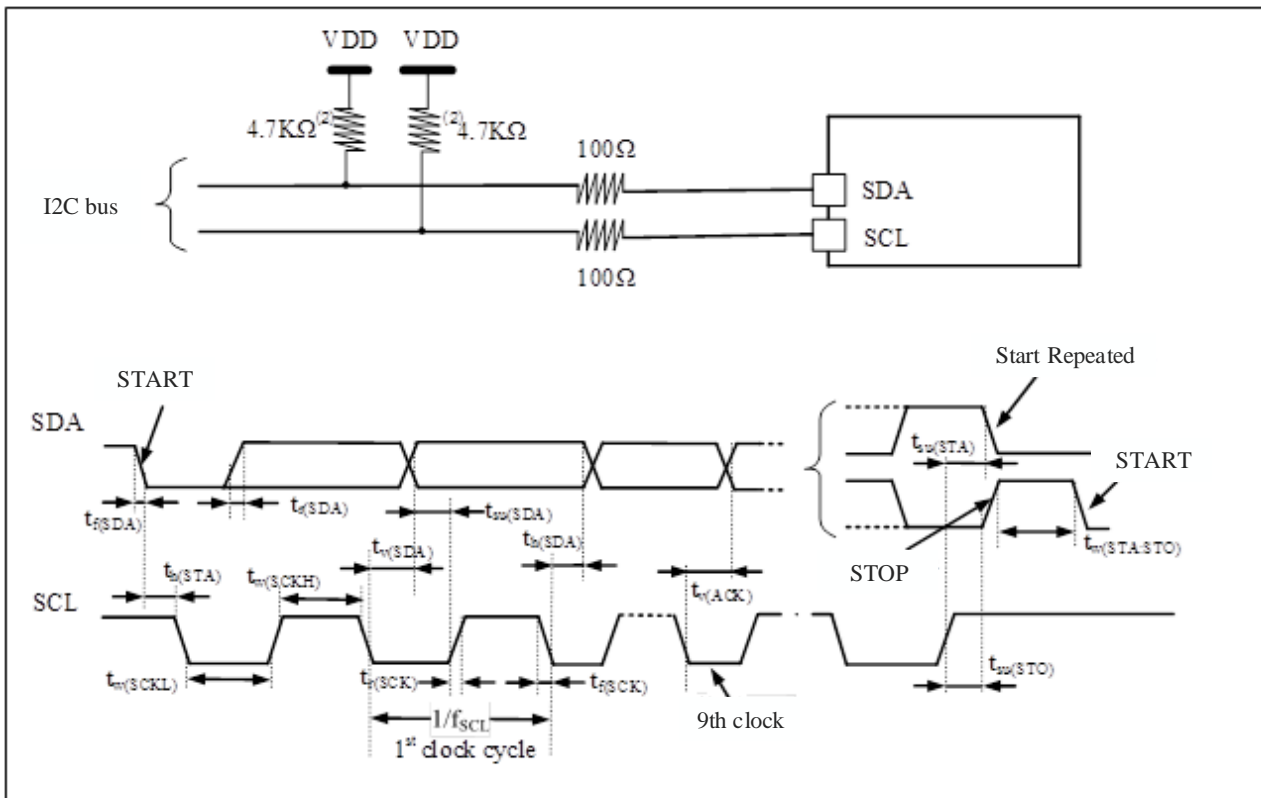 VDD VDD
4.7KΩ(2) (2)4.7KΩ
100Ω
I2C bus
SDA
SCL
100Ω
Start Repeated
START
SDA
tsu(STA)
START
tf(SDA)
tr(SDA)
tsu(SDA)
tv(SDA)
th(SDA)
tw(STA:STO)
STOP
th(STA)
tw(SCKH)
tv(ACK)
SCL
tw(SCKL)
tr(SCK)
tf(SCK)
tsu(STO)
1/fSCL
9th clock
1st clock cycle